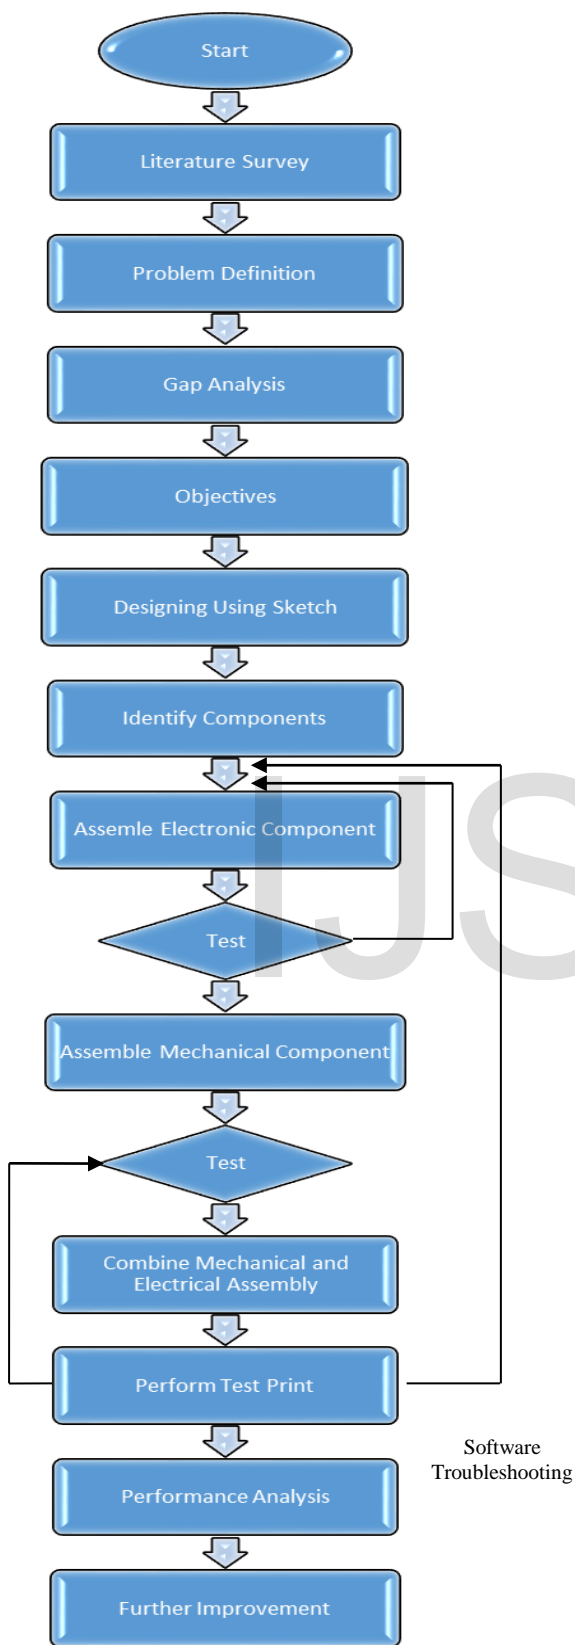 Start
Literature Survey
Problem Definition
Gap Analysis
Objectives
Designing Using Sketch
Identify Components
Assemle Electronic Component
Test
Assemble Mechanical Component
Test
Combine Mechanical and
Electrical Assembly
Perform Test Print
Software
Troubleshooting
Performance Analysis
Further Improvement
IJS